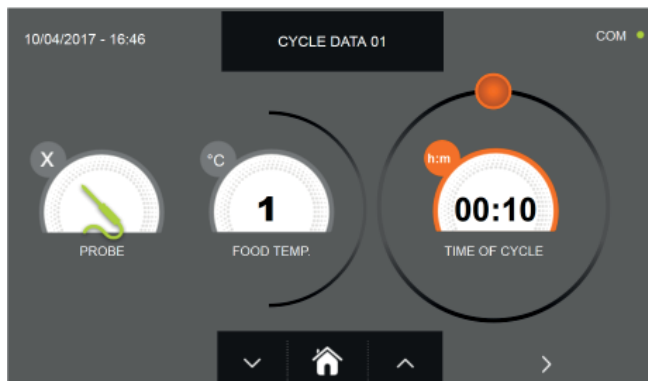 10/04/2017 - 16:46
CYCLE DATA 01
COM
X
PROBE
°C
1
FOOD TEMP.
h:m
00:10
TIME OF CYCLE